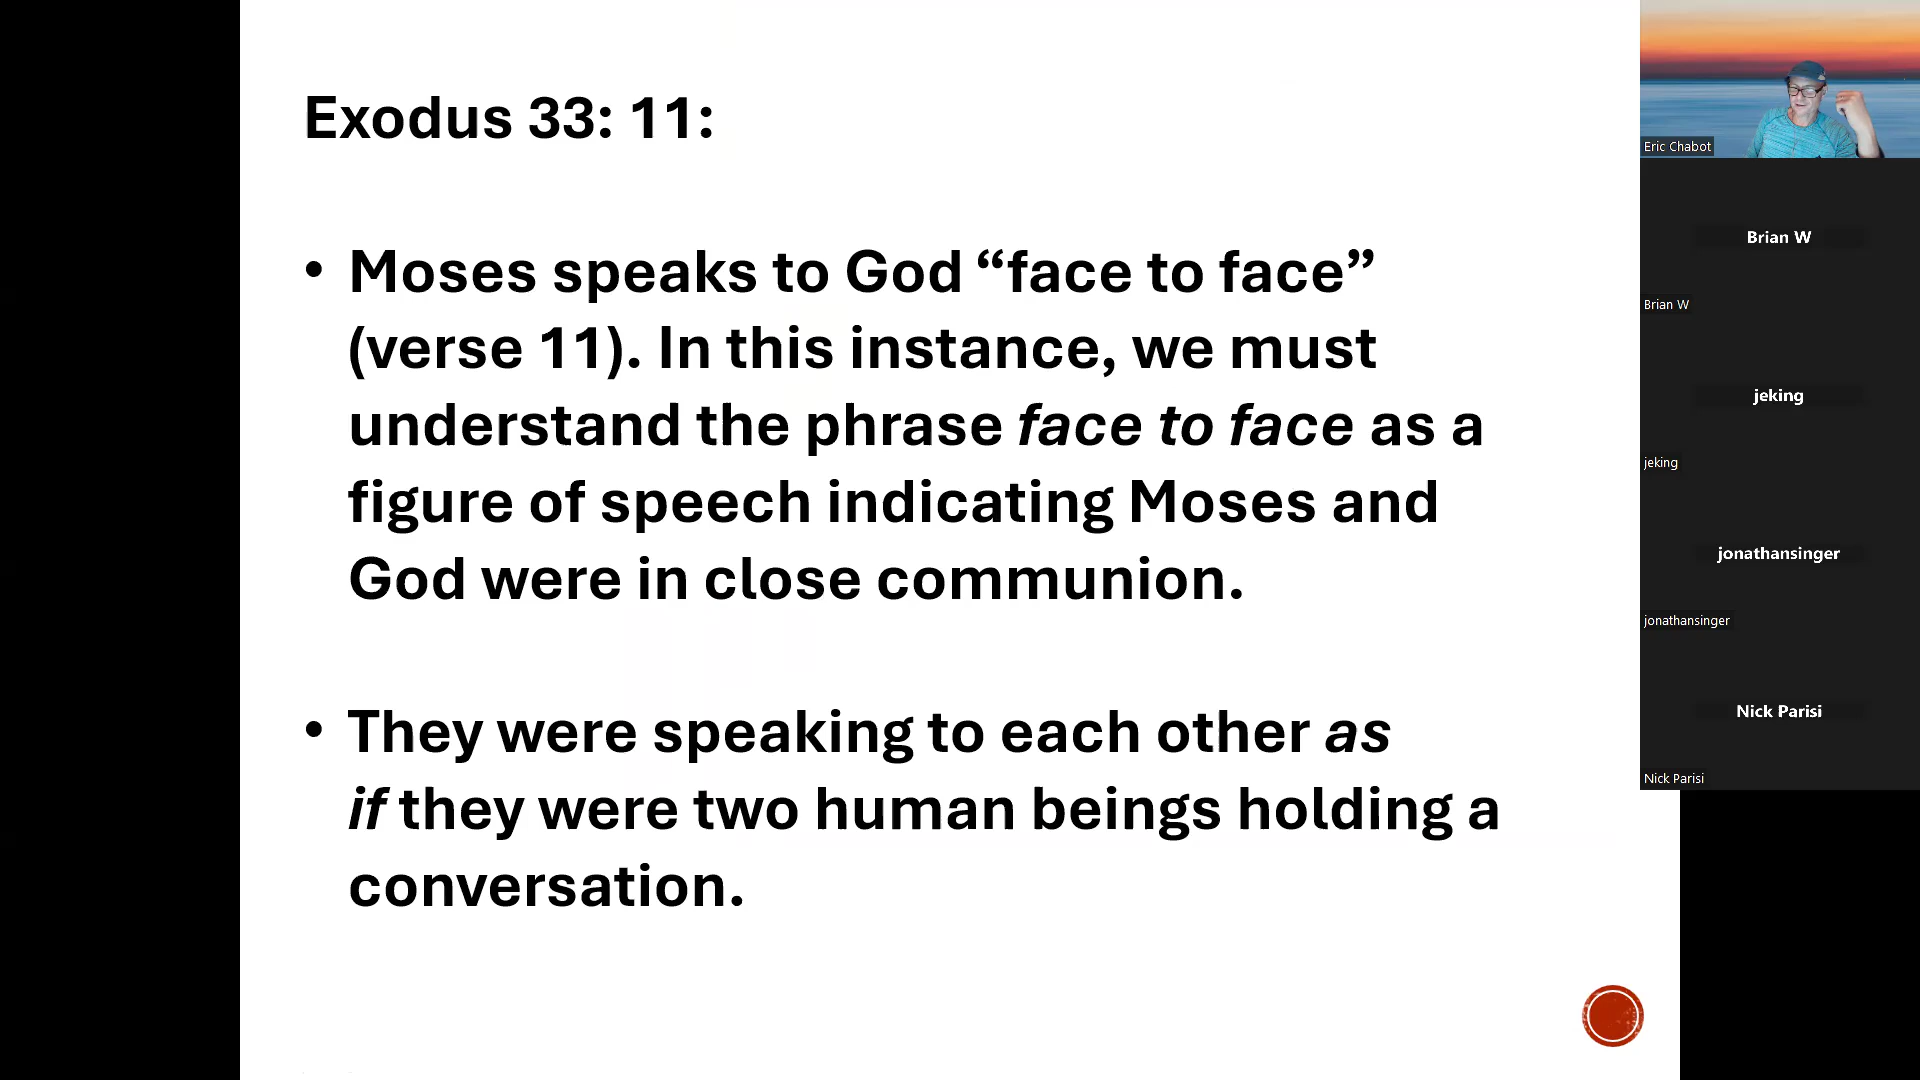 Exodus 33: 11:
• Moses speaks to God “face to face”
(verse 11). In this instance, we must
understand the phrase face to face as a
figure of speech indicating Moses and
God were in close communion.
• They were speaking to each other as
if they were two human beings holding a
conversation.
Eric Chabot
Brian W
Brian W
jeking
jeking
jonathansinger
jonathansinger
Nick Parisi
Nick Parisi